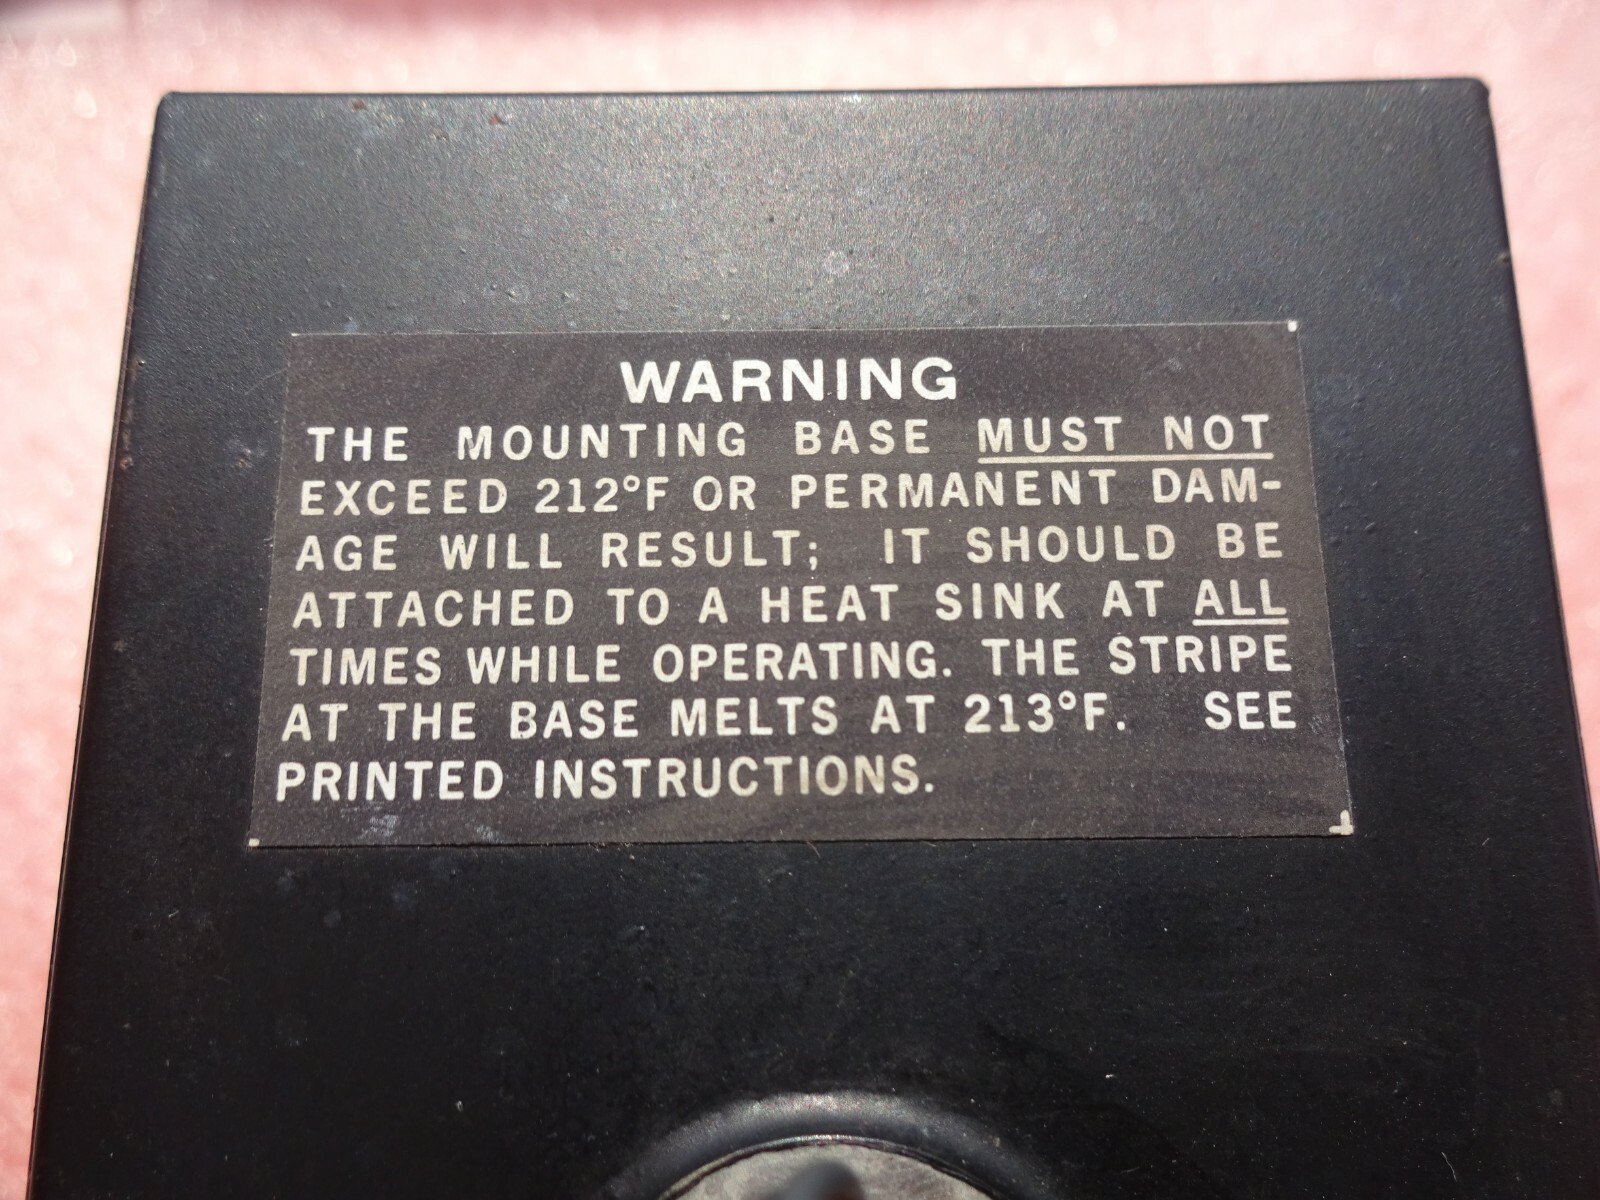 WARNING
THE MOUNTING BASE MUST NOT
EXCEED 212°F OR PERMANENT DAM-
AGE WILL RESULT; IT SHOULD BE
ATTACHED TO A HEAT SINK AT ALL
TIMES WHILE OPERATING. THE STRIPE
AT THE BASE MELTS AT 213°F. SEE
PRINTED INSTRUCTIONS.